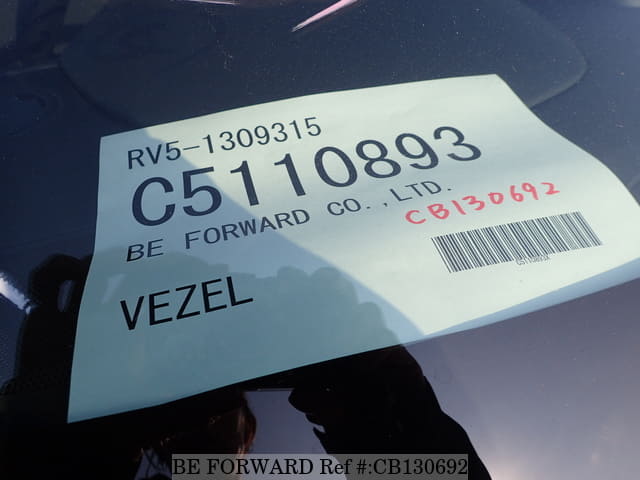 RV5-1309315
C5110893
BE FORWARD CO.,LTD.
CB130692
VEZEL
BE FORWARD Ref #:CB130692